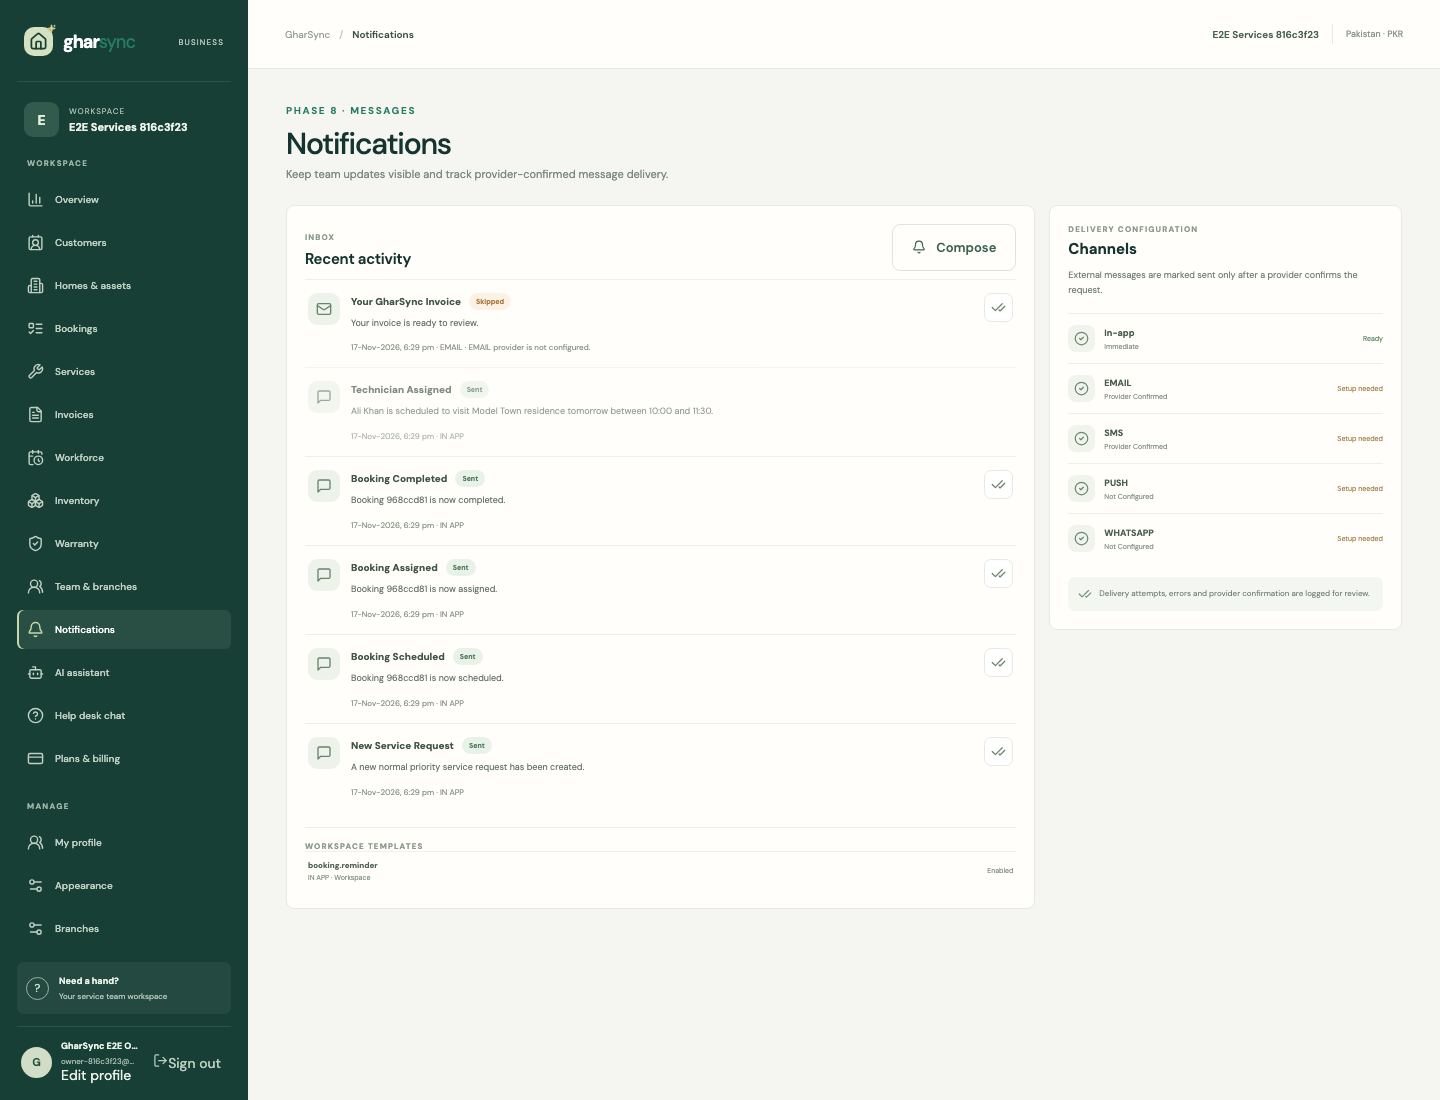 gharsync
BUSINESS
E
WORKSPACE
E2E Services 816c3f23
WORKSPACE
Overview
Customers
Homes & assets
Bookings
Services
Invoices
Workforce
Inventory
Warranty
Team & branches
Notifications
AI assistant
Help desk chat
Plans & billing
MANAGE
My profile
Appearance
Branches
?
Need a hand?
Your service team workspace
G
GharSync E2E O...
owner-816c3f23@...
Edit profile
Sign out
GharSync / Notifications
E2E Services 816c3f23
Pakistan · PKR
PHASE 8 · MESSAGES
Notifications
Keep team updates visible and track provider-confirmed message delivery.
INBOX
Recent activity
Compose
Your GharSync Invoice Skipped
Your invoice is ready to review.
17-Nov-2026, 6:29 pm · EMAIL · EMAIL provider is not configured.
Technician Assigned Sent
Ali Khan is scheduled to visit Model Town residence tomorrow between 10:00 and 11:30.
17-Nov-2026, 6:29 pm · IN APP
Booking Completed Sent
Booking 968ccd81 is now completed.
17-Nov-2026, 6:29 pm · IN APP
Booking Assigned Sent
Booking 968ccd81 is now assigned.
17-Nov-2026, 6:29 pm · IN APP
Booking Scheduled Sent
Booking 968ccd81 is now scheduled.
17-Nov-2026, 6:29 pm · IN APP
New Service Request Sent
A new normal priority service request has been created.
17-Nov-2026, 6:29 pm · IN APP
WORKSPACE TEMPLATES
booking.reminder
IN APP · Workspace
Enabled
DELIVERY CONFIGURATION
Channels
External messages are marked sent only after a provider confirms the
request.
In-app
Immediate
Ready
EMAIL
Provider Confirmed
Setup needed
SMS
Provider Confirmed
Setup needed
PUSH
Not Configured
Setup needed
WHATSAPP
Not Configured
Setup needed
Delivery attempts, errors and provider confirmation are logged for review.